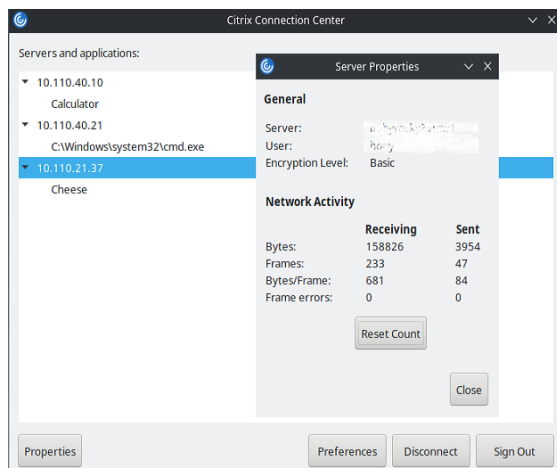 Citrix Connection Center
Servers and applications:
10.110.40.10
Calculator
10.110.40.21
C:\Windows\system32\cmd.exe
10.110.21.37
Cheese
Server Properties
General
Server:
User:
Encryption Level: Basic
Network Activity
Receiving Sent
Bytes: 158826 3954
Frames: 233 47
Bytes/Frame: 681 84
Frame errors: 0 0
Reset Count
Close
Properties Preferences Disconnect Sign Out